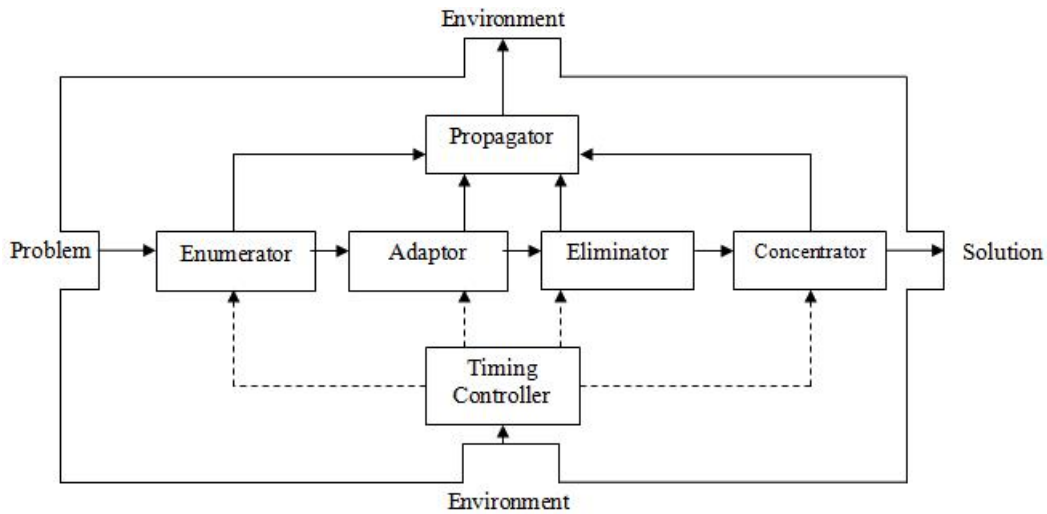 Environment
Propagator
Problem
Enumerator
Adaptor
Eliminator
Concentrator
Solution
Timing
Controller
Environment